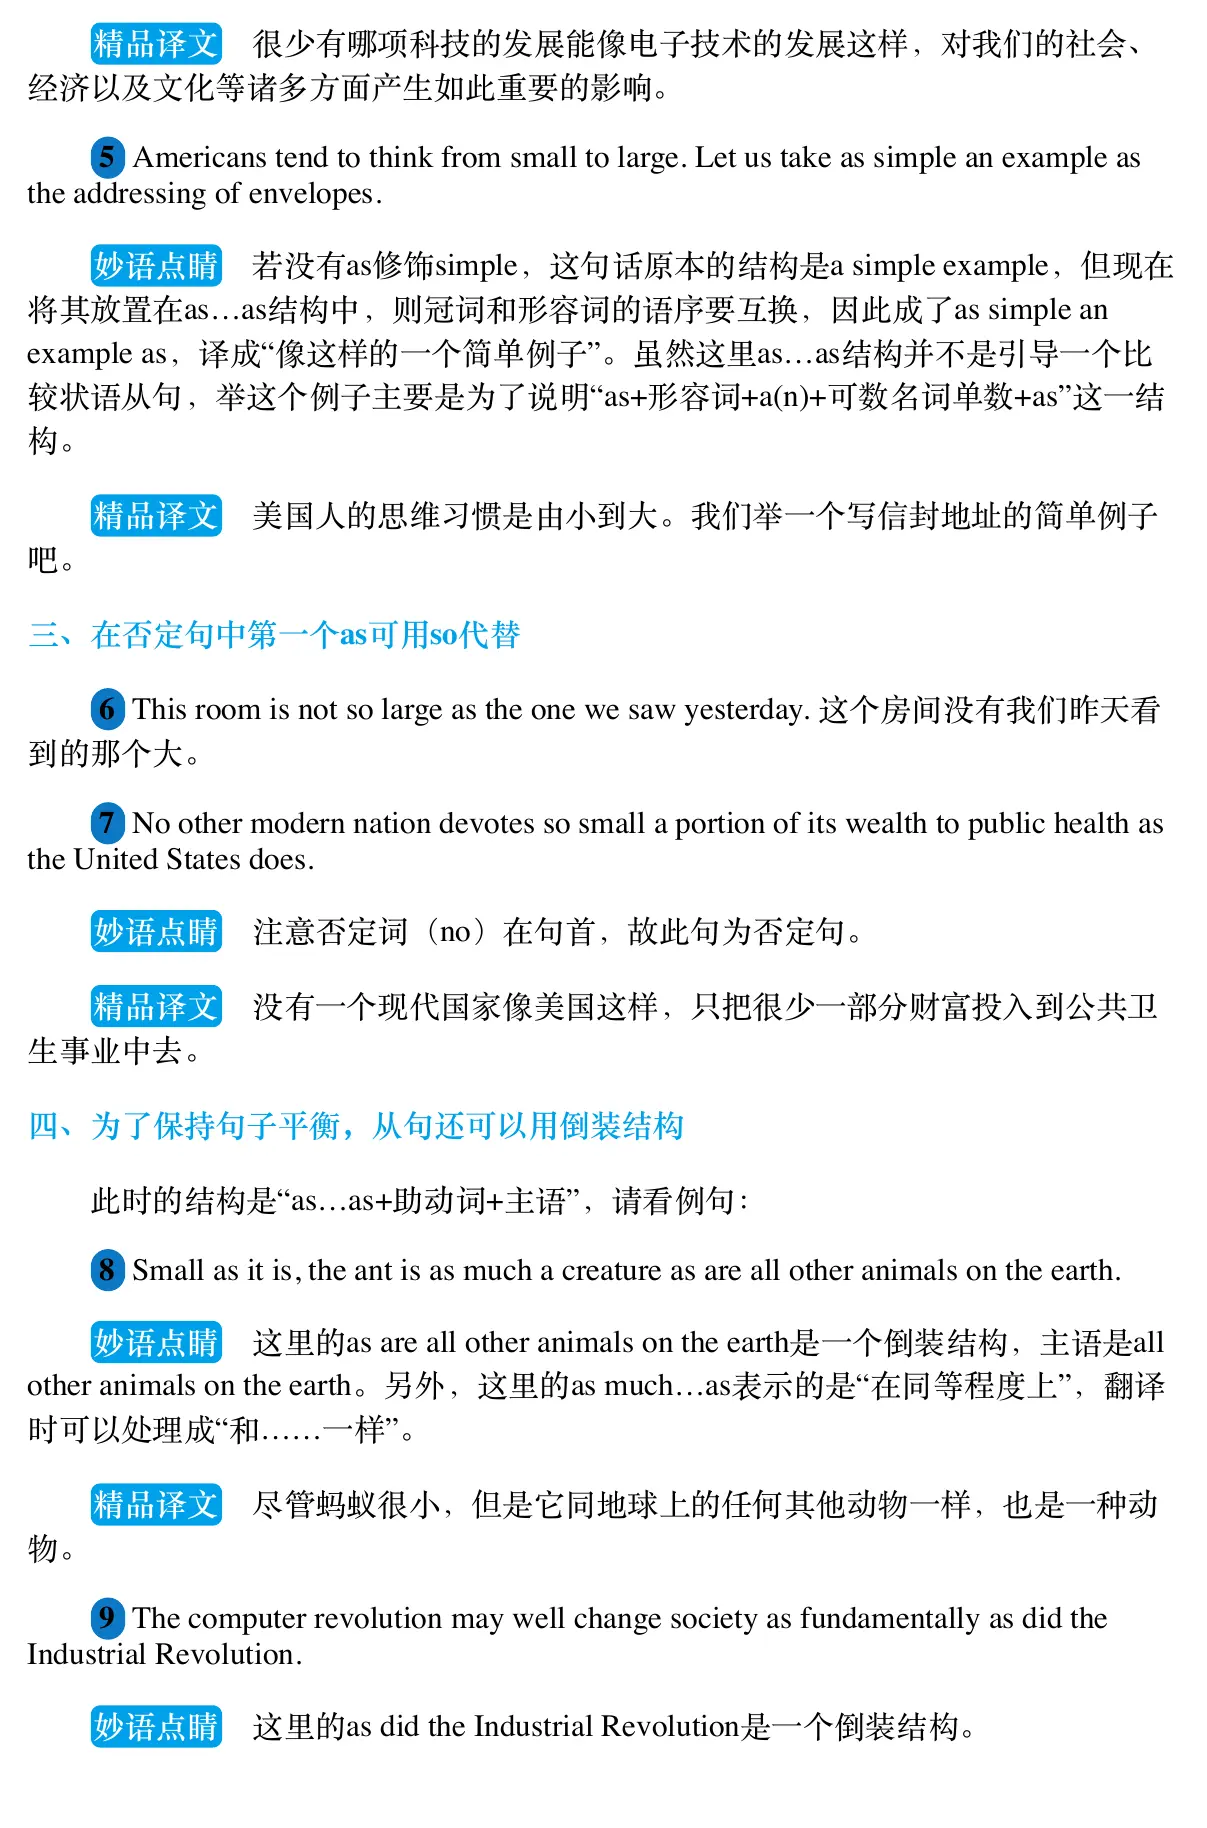 精品译文 很少有哪项科技的发展能像电子技术的发展这样，对我们的社会、
经济以及文化等诸多方面产生如此重要的影响。
5 Americans tend to think from small to large. Let us take as simple an example as
the addressing of envelopes.
妙语点睛 若没有as修饰simple，这句话原本的结构是a simple example，但现在
将其放置在as…as结构中，则冠词和形容词的语序要互换，因此成了as simple an
example as，译成“像这样的一个简单例子”。虽然这里as…as结构并不是引导一个比
较状语从句，举这个例子主要是为了说明“as+形容词+a(n)+可数名词单数+as”这一结
构。
精品译文 美国人的思维习惯是由小到大。我们举一个写信封地址的简单例子
吧。
三、在否定句中第一个as可用so代替
6 This room is not so large as the one we saw yesterday. 这个房间没有我们昨天看
到的那个大。
7 No other modern nation devotes so small a portion of its wealth to public health as
the United States does.
妙语点睛 注意否定词（no）在句首，故此句为否定句。
精品译文 没有一个现代国家像美国这样，只把很少一部分财富投入到公共卫
生事业中去。
四、为了保持句子平衡，从句还可以用倒装结构
此时的结构是“as…as+助动词+主语”，请看例句：
8 Small as it is, the ant is as much a creature as are all other animals on the earth.
妙语点睛 这里的as are all other animals on the earth是一个倒装结构，主语是all
other animals on the earth。另外，这里的as much…as表示的是“在同等程度上”，翻译
时可以处理成“和……一样”。
精品译文 尽管蚂蚁很小，但是它同地球上的任何其他动物一样，也是一种动
物。
9 The computer revolution may well change society as fundamentally as did the
Industrial Revolution.
妙语点睛 这里的as did the Industrial Revolution是一个倒装结构。